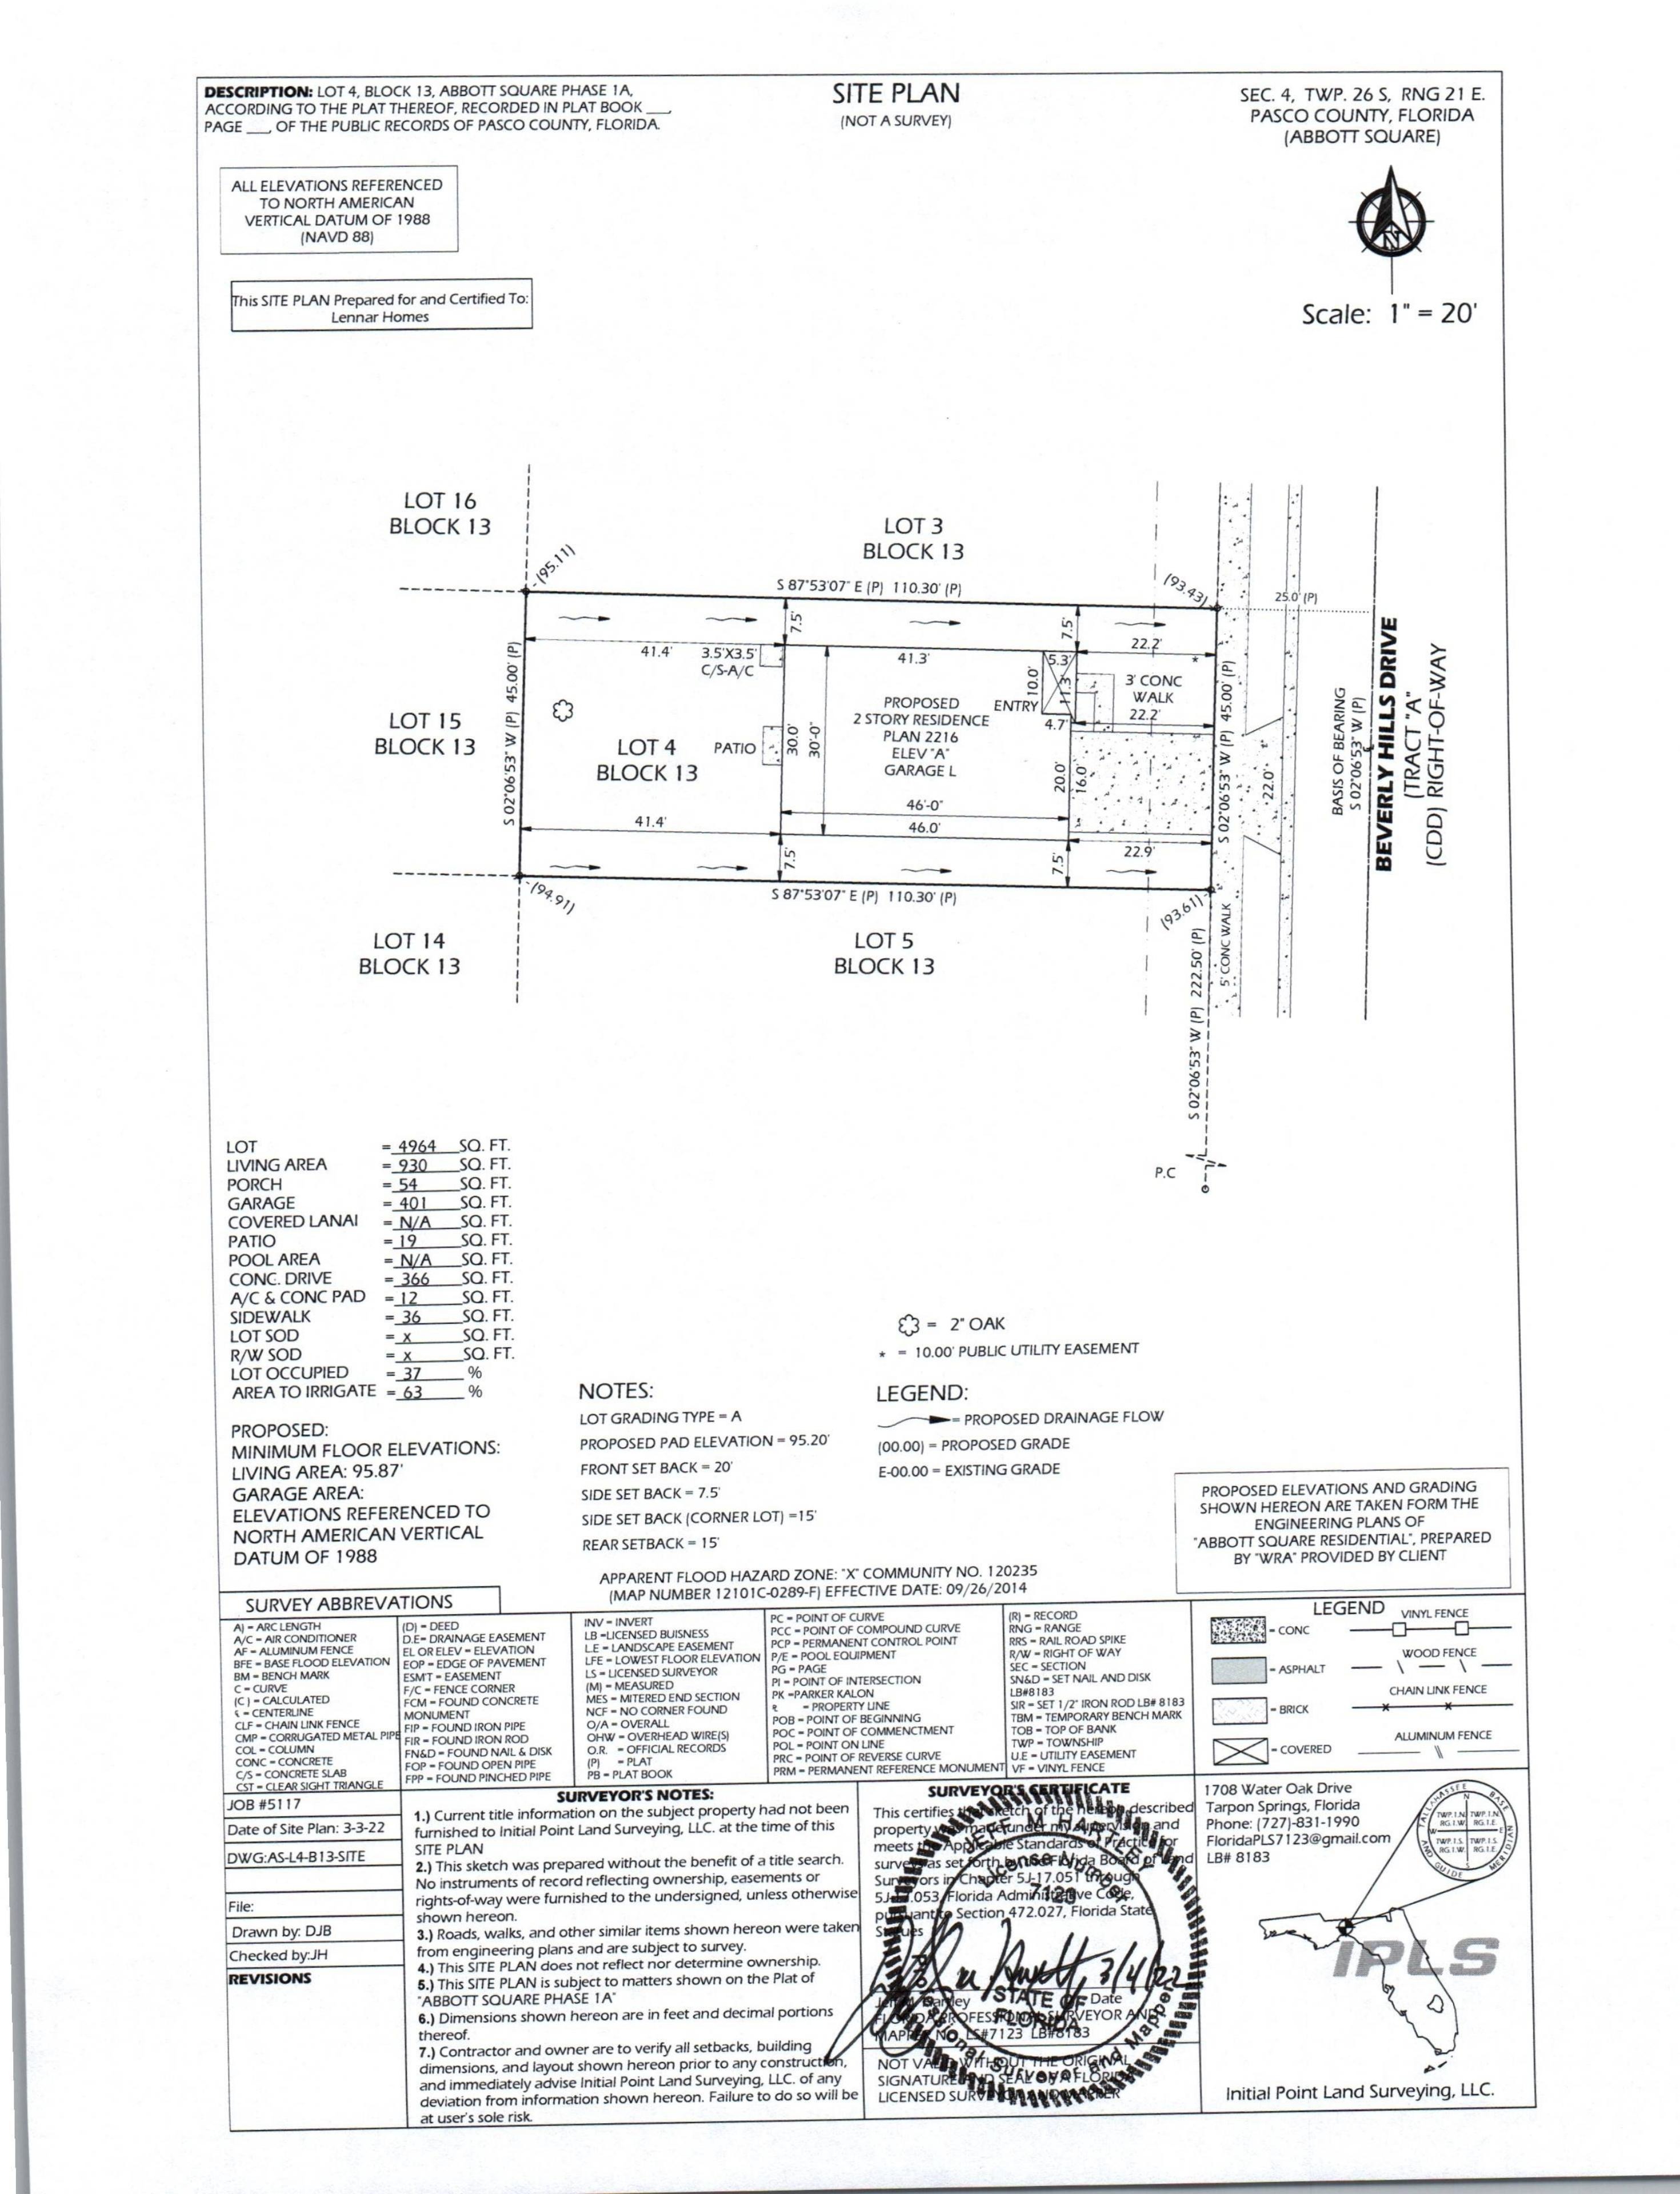 DESCRIPTION: LOT 4, BLOCK 13, ABBOTT SQUARE PHASE 1A,
ACCORDING TO THE PLAT THEREOF, RECORDED IN PLAT BOOK ___,
PAGE ___, OF THE PUBLIC RECORDS OF PASCO COUNTY, FLORIDA.
SITE PLAN
(NOT A SURVEY)
SEC. 4, TWP. 26 S, RNG 21 E.
PASCO COUNTY, FLORIDA
(ABBOTT SQUARE)
ALL ELEVATIONS REFERENCED
TO NORTH AMERICAN
VERTICAL DATUM OF 1988
(NAVD 88)
This SITE PLAN Prepared for and Certified To:
Lennar Homes
N
Scale: 1" = 20'
LOT 16
BLOCK 13
LOT 3
BLOCK 13
(95.11)
S 87°53'07" E (P) 110.30' (P)
(93.43)
25.0' (P)
7.5'
7.5'
41.4'
3.5'X3.5'
C/S-A/C
41.3'
5.3'
22.2'
*
10.0'
11.3'
3' CONC
WALK
22.2'
ENTRY
4.7'
S 02°06'53" W (P) 45.00' (P)
LOT 15
BLOCK 13
LOT 4
BLOCK 13
PATIO
30.0'
30'-0"
PROPOSED
2 STORY RESIDENCE
PLAN 2216
ELEV "A"
GARAGE L
20.0'
16.0'
46'-0"
46.0'
41.4'
22.9'
7.5'
7.5'
S 02°06'53" W (P) 45.00' (P)
22.0'
BASIS OF BEARING
S 02°06'53" W (P)
BEVERLY HILLS DRIVE
(TRACT "A")
(CDD) RIGHT-OF-WAY
(94.91)
S 87°53'07" E (P) 110.30' (P)
(93.61)
LOT 14
BLOCK 13
LOT 5
BLOCK 13
5' CONC WALK
S 02°06'53" W (P) 222.50' (P)
P.C
LOT = 4964 SQ. FT.
LIVING AREA = 930 SQ. FT.
PORCH = 54 SQ. FT.
GARAGE = 401 SQ. FT.
COVERED LANAI = N/A SQ. FT.
PATIO = 19 SQ. FT.
POOL AREA = N/A SQ. FT.
CONC. DRIVE = 366 SQ. FT.
A/C & CONC PAD = 12 SQ. FT.
SIDEWALK = 36 SQ. FT.
LOT SOD = x SQ. FT.
R/W SOD = x SQ. FT.
LOT OCCUPIED = 37 %
AREA TO IRRIGATE = 63 %
PROPOSED:
MINIMUM FLOOR ELEVATIONS:
LIVING AREA: 95.87'
GARAGE AREA:
ELEVATIONS REFERENCED TO
NORTH AMERICAN VERTICAL
DATUM OF 1988
NOTES:
LOT GRADING TYPE = A
PROPOSED PAD ELEVATION = 95.20'
FRONT SET BACK = 20'
SIDE SET BACK = 7.5'
SIDE SET BACK (CORNER LOT) =15'
REAR SETBACK = 15'
= 2" OAK
* = 10.00' PUBLIC UTILITY EASEMENT
LEGEND:
= PROPOSED DRAINAGE FLOW
(00.00) = PROPOSED GRADE
E-00.00 = EXISTING GRADE
PROPOSED ELEVATIONS AND GRADING
SHOWN HEREON ARE TAKEN FORM THE
ENGINEERING PLANS OF
"ABBOTT SQUARE RESIDENTIAL", PREPARED
BY "WRA" PROVIDED BY CLIENT
APPARENT FLOOD HAZARD ZONE: "X" COMMUNITY NO. 120235
(MAP NUMBER 12101C-0289-F) EFFECTIVE DATE: 09/26/2014
SURVEY ABBREVATIONS
A) = ARC LENGTH
A/C = AIR CONDITIONER
AF = ALUMINUM FENCE
BFE = BASE FLOOD ELEVATION
BM = BENCH MARK
C = CURVE
(C) = CALCULATED
= CENTERLINE
CLF = CHAIN LINK FENCE
CMP = CORRUGATED METAL PIPE
COL = COLUMN
CONC = CONCRETE
C/S = CONCRETE SLAB
CST = CLEAR SIGHT TRIANGLE
(D) = DEED
D.E= DRAINAGE EASEMENT
EL OR ELEV = ELEVATION
EOP = EDGE OF PAVEMENT
ESMT = EASEMENT
F/C = FENCE CORNER
FCM = FOUND CONCRETE
MONUMENT
FIP = FOUND IRON PIPE
FIR = FOUND IRON ROD
FN&D = FOUND NAIL & DISK
FOP = FOUND OPEN PIPE
FPP = FOUND PINCHED PIPE
INV = INVERT
LB =LICENSED BUISNESS
L.E = LANDSCAPE EASEMENT
LFE = LOWEST FLOOR ELEVATION
LS = LICENSED SURVEYOR
(M) = MEASURED
MES = MITERED END SECTION
NCF = NO CORNER FOUND
O/A = OVERALL
OHW = OVERHEAD WIRE(S)
O.R. = OFFICIAL RECORDS
(P) = PLAT
PB = PLAT BOOK
PC = POINT OF CURVE
PCC = POINT OF COMPOUND CURVE
PCP = PERMANENT CONTROL POINT
P/E = POOL EQUIPMENT
PG = PAGE
PI = POINT OF INTERSECTION
PK =PARKER KALON
= PROPERTY LINE
POB = POINT OF BEGINNING
POC = POINT OF COMMENCTMENT
POL = POINT ON LINE
PRC = POINT OF REVERSE CURVE
PRM = PERMANENT REFERENCE MONUMENT
(R) = RECORD
RNG = RANGE
RRS = RAIL ROAD SPIKE
R/W = RIGHT OF WAY
SEC = SECTION
SN&D = SET NAIL AND DISK
LB#8183
SIR = SET 1/2" IRON ROD LB# 8183
TBM = TEMPORARY BENCH MARK
TOB = TOP OF BANK
TWP = TOWNSHIP
U.E = UTILITY EASEMENT
VF = VINYL FENCE
LEGEND
= CONC
= ASPHALT
= BRICK
= COVERED
VINYL FENCE
WOOD FENCE
CHAIN LINK FENCE
ALUMINUM FENCE
JOB #5117
Date of Site Plan: 3-3-22
DWG:AS-L4-B13-SITE
File:
Drawn by: DJB
Checked by:JH
REVISIONS
SURVEYOR'S NOTES:
1.) Current title information on the subject property had not been
furnished to Initial Point Land Surveying, LLC. at the time of this
SITE PLAN
2.) This sketch was prepared without the benefit of a title search.
No instruments of record reflecting ownership, easements or
rights-of-way were furnished to the undersigned, unless otherwise
shown hereon.
3.) Roads, walks, and other similar items shown hereon were taken
from engineering plans and are subject to survey.
4.) This SITE PLAN does not reflect nor determine ownership.
5.) This SITE PLAN is subject to matters shown on the Plat of
"ABBOTT SQUARE PHASE 1A"
6.) Dimensions shown hereon are in feet and decimal portions
thereof.
7.) Contractor and owner are to verify all setbacks, building
dimensions, and layout shown hereon prior to any construction,
and immediately advise Initial Point Land Surveying, LLC. of any
deviation from information shown hereon. Failure to do so will be
at user's sole risk.
SURVEYOR'S CERTIFICATE
This certifies that sketch of the hereon described
property was made under my supervision and
meets the Applicable Standards of Practice for
surveys as set forth by the Florida Board of Land
Surveyors in Chapter 5J-17.051 through
5J-17.053, Florida Administrative Code,
pursuant to Section 472.027, Florida State
Statues
License Number
7123
3/4/22
Date
STATE OF
FLORIDA
FLORIDA PROFESSIONAL SURVEYOR AND
MAPPER NO. LS#7123 LB#8183
Professional Surveyor and Mapper
NOT VALID WITHOUT THE ORIGINAL
SIGNATURE AND SEAL OF A FLORIDA
LICENSED SURVEYOR AND MAPPER
1708 Water Oak Drive
Tarpon Springs, Florida
Phone: (727)-831-1990
FloridaPLS7123@gmail.com
LB# 8183
TALLAHASSEE BASE
AND GUIDE MERIDIAN
N
W
E
S
TWP.1.N. TWP.1.N.
RG.1.W. RG.1.E.
TWP.1.S. TWP.1.S.
RG.1.W. RG.1.E.
IPLS
Initial Point Land Surveying, LLC.